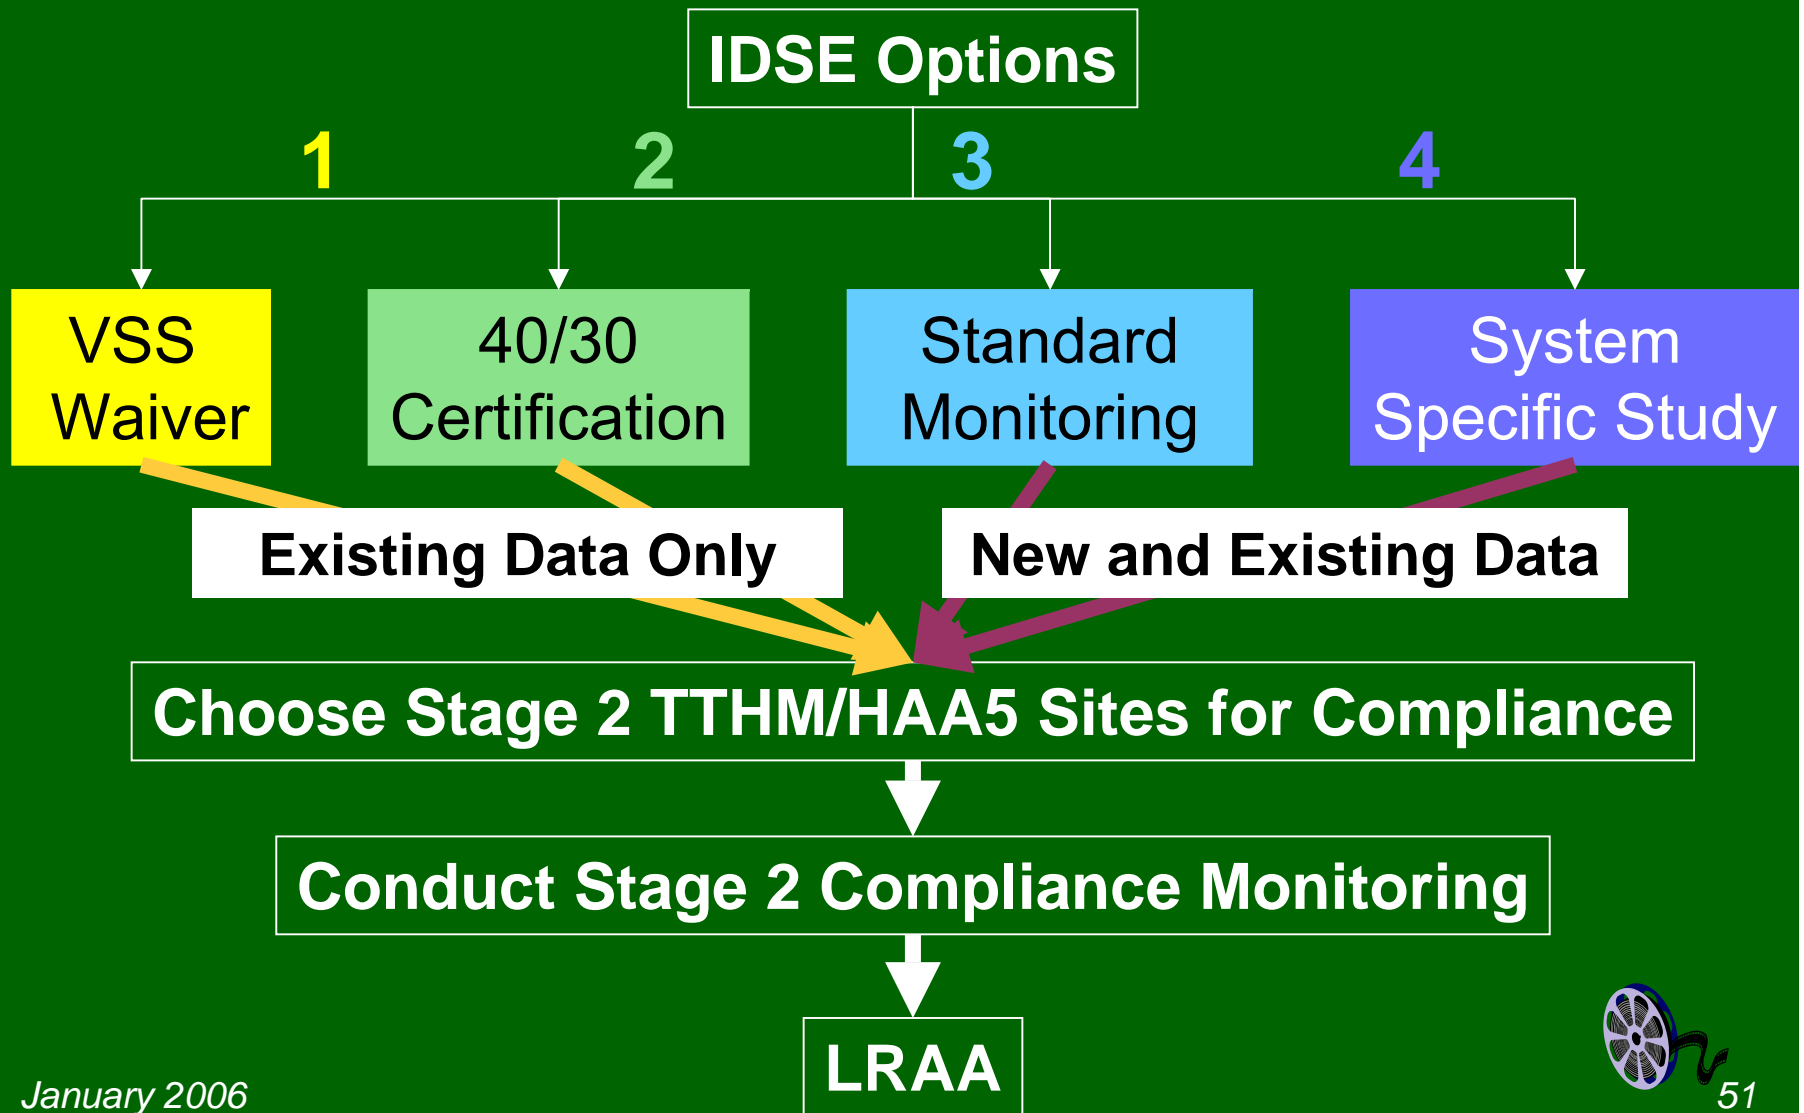 IDSE Options
1 2 3 4
VSS
Waiver
40/30
Certification
Standard
Monitoring
System
Specific Study
Existing Data Only
New and Existing Data
Choose Stage 2 TTHM/HAA5 Sites for Compliance
Conduct Stage 2 Compliance Monitoring
LRAA
January 2006
51